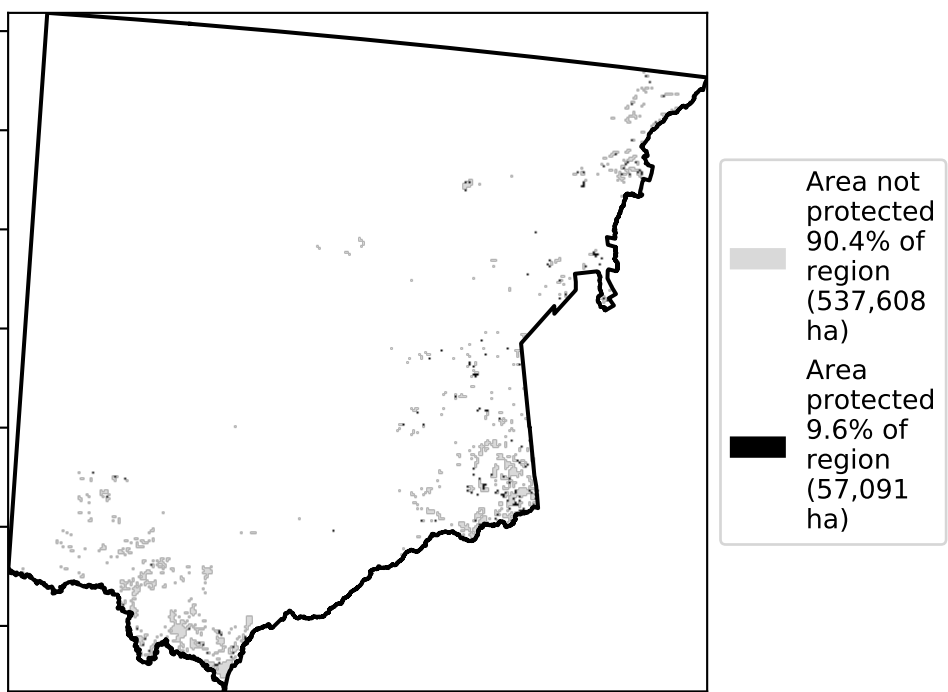 Area not
protected
90.4% of
region
(537,608
ha)
Area
protected
9.6% of
region
(57,091
ha)